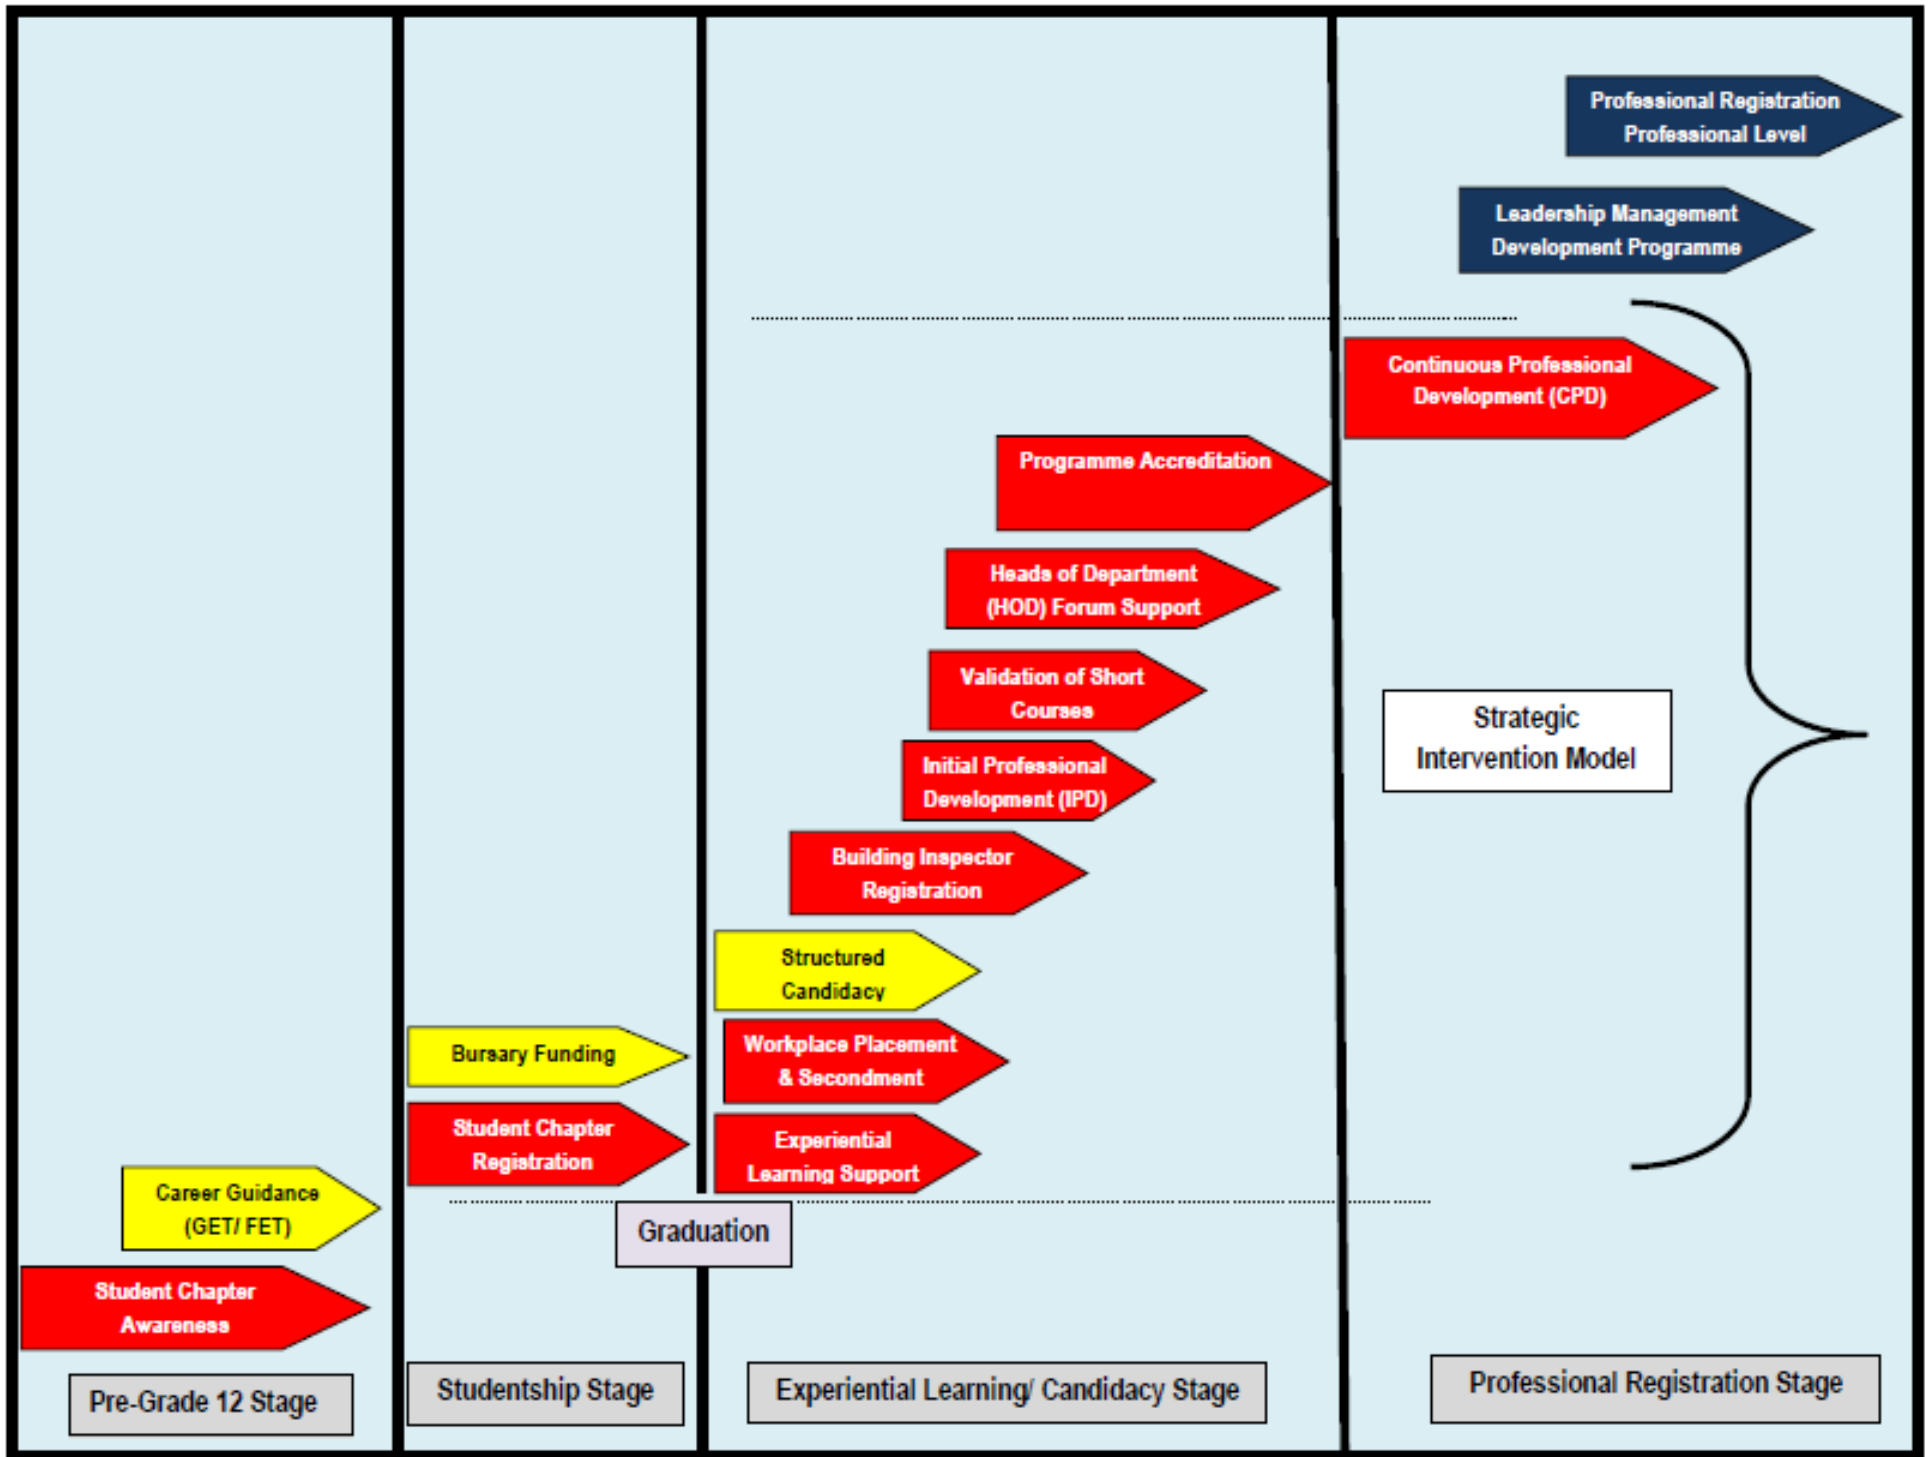 Professional Registration
Professional Level
Leadership Management
Development Programme
Continuous Professional
Development (CPD)
Programme Accreditation
Heads of Department
(HOD) Forum Support
Validation of Short
Courses
Strategic
Intervention Model
Initial Professional
Development (IPD)
Building Inspector
Registration
Structured
Candidacy
Bursary Funding
Workplace Placement
& Secondment
Student Chapter
Registration
Experiential
Learning Support
Career Guidance
(GET/ FET)
Graduation
Student Chapter
Awareness
Pre-Grade 12 Stage
Studentship Stage
Experiential Learning/ Candidacy Stage
Professional Registration Stage